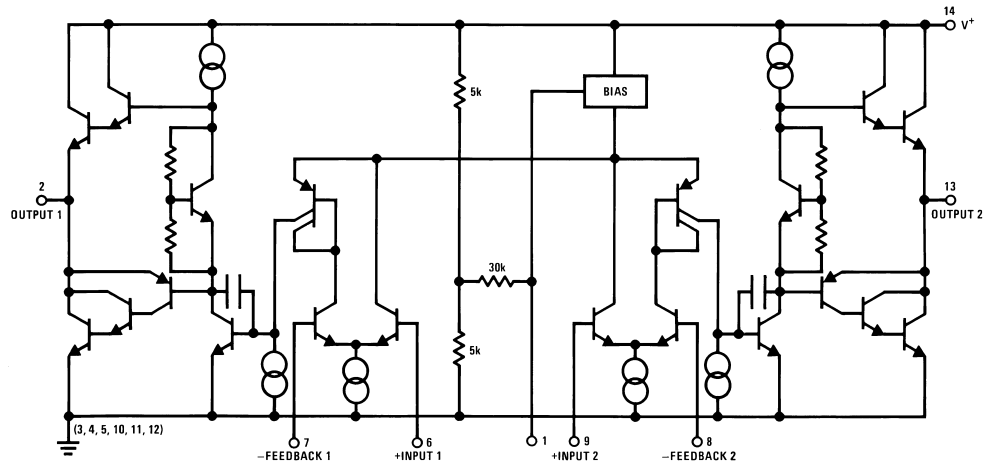 14
V+
5k
BIAS
2
OUTPUT 1
13
OUTPUT 2
30k
5k
(3, 4, 5, 10, 11, 12)
7
−FEEDBACK 1
6
+INPUT 1
1
9
+INPUT 2
8
−FEEDBACK 2